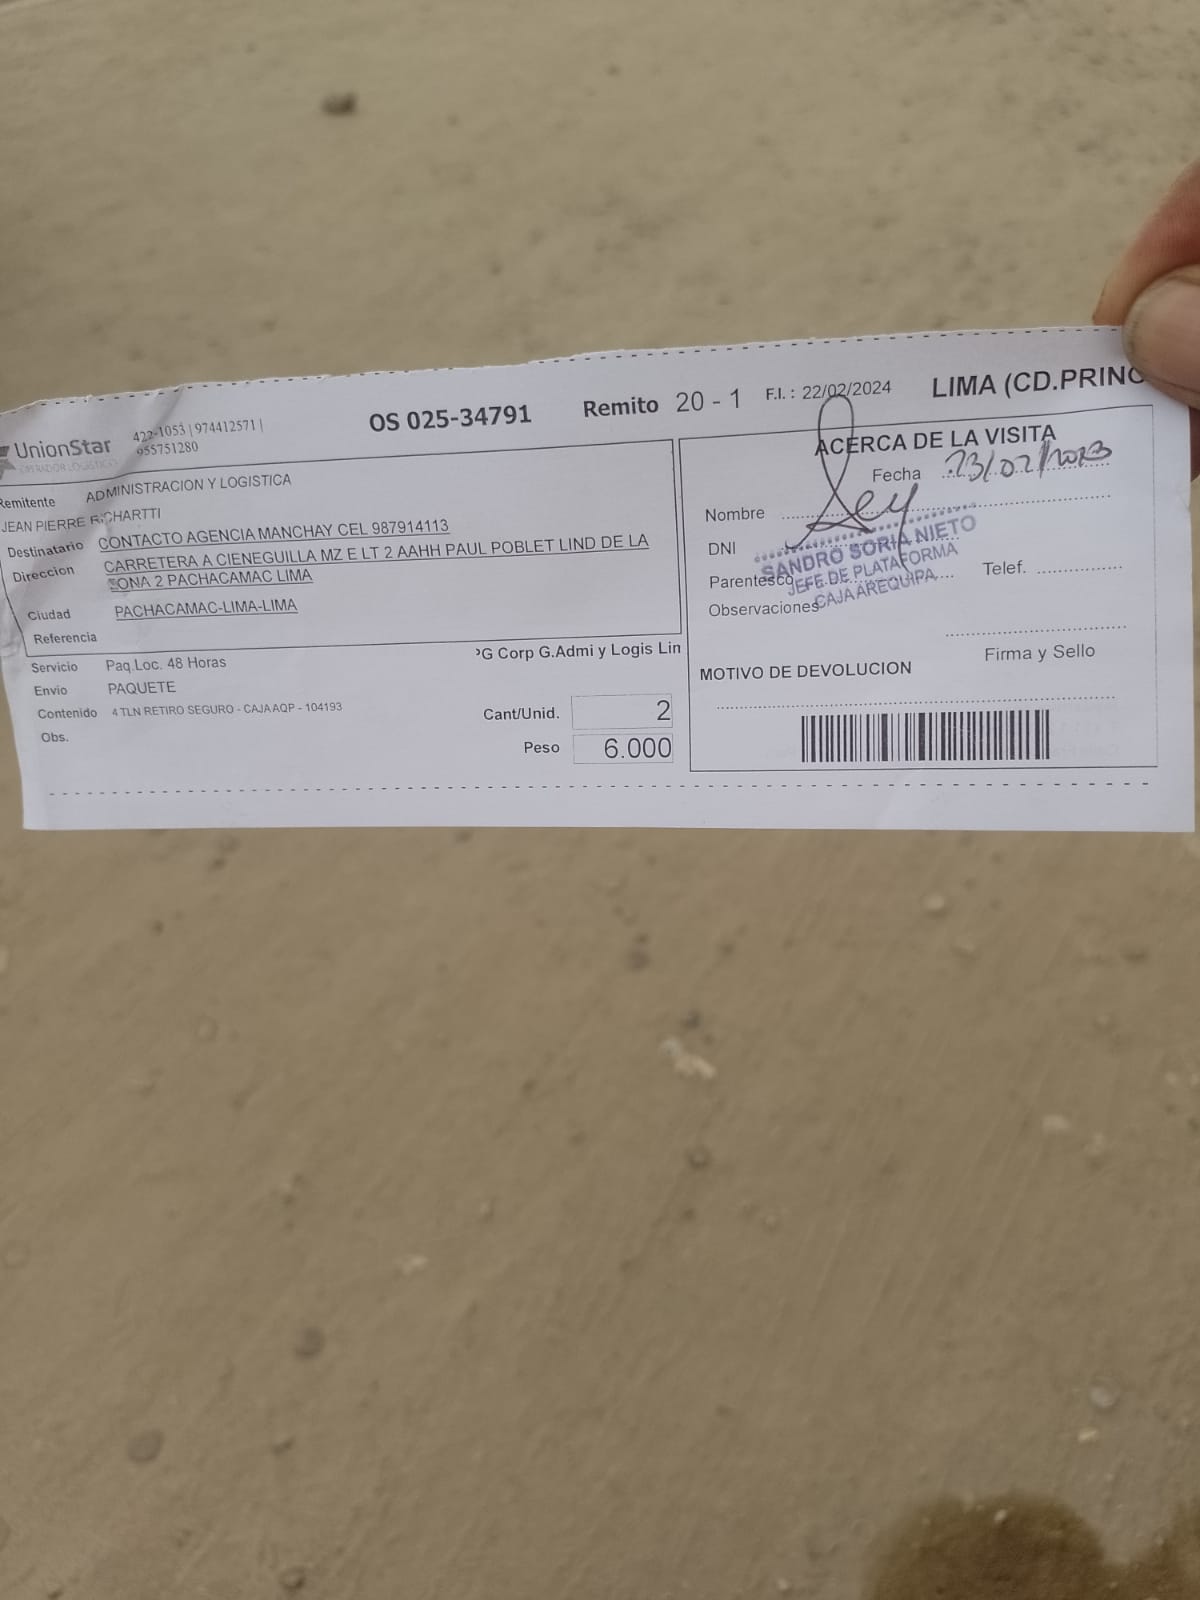 UnionStar
OPERADOR LOGISTICO
422-1053 | 974412571 |
955751280
OS 025-34791
Remito 20 - 1
F.I. : 22/02/2024
LIMA (CD.PRINC
Remitente ADMINISTRACION Y LOGISTICA
JEAN PIERRE RICHARTTI
Destinatario CONTACTO AGENCIA MANCHAY CEL 987914113
Direccion CARRETERA A CIENEGUILLA MZ E LT 2 AAHH PAUL POBLET LIND DE LA
SONA 2 PACHACAMAC LIMA
Ciudad PACHACAMAC-LIMA-LIMA
Referencia
Servicio Paq.Loc. 48 Horas
PG Corp G.Admi y Logis Lin
Envio PAQUETE
Contenido 4 TLN RETIRO SEGURO - CAJAAQP - 104193
Obs.
Cant/Unid. 2
Peso 6.000
ACERCA DE LA VISITA
Fecha 23/02/2023
Nombre
DNI
SANDRO SORIA NIETO
JEFE DE PLATAFORMA
CAJA AREQUIPA
Parentesco
Telef.
Observaciones
Firma y Sello
MOTIVO DE DEVOLUCION